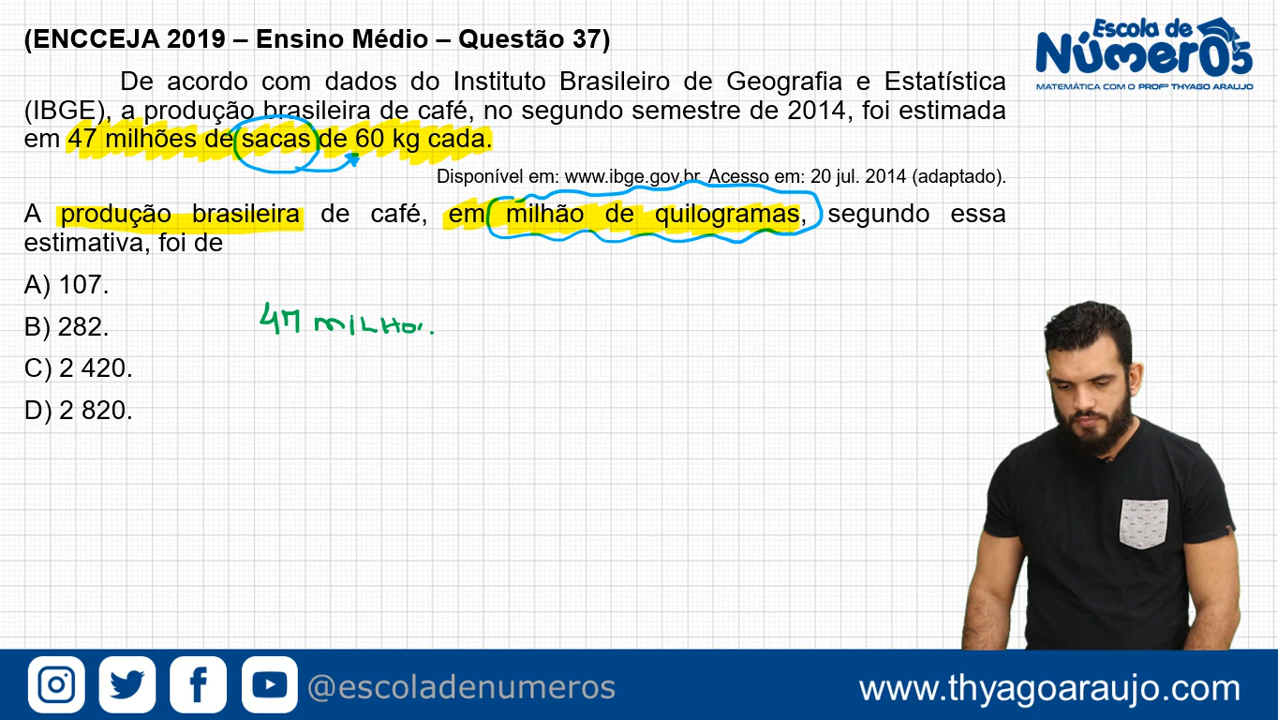 (ENCCEJA 2019 – Ensino Médio – Questão 37)
Escola de
Números
MATEMÁTICA COM O PROFº THYAGO ARAUJO
De acordo com dados do Instituto Brasileiro de Geografia e Estatística
(IBGE), a produção brasileira de café, no segundo semestre de 2014, foi estimada
em 47 milhões de sacas de 60 kg cada.
Disponível em: www.ibge.gov.br. Acesso em: 20 jul. 2014 (adaptado).
A produção brasileira de café, em milhão de quilogramas, segundo essa
estimativa, foi de
A) 107.
B) 282.
C) 2 420.
D) 2 820.
47 MILHO.
@escoladenumeros
www.thyagoaraujo.com